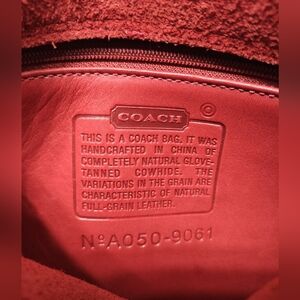 COACH ©
THIS IS A COACH BAG. IT WAS
HANDCRAFTED IN CHINA OF
COMPLETELY NATURAL GLOVE-
TANNED COWHIDE. THE
VARIATIONS IN THE GRAIN ARE
CHARACTERISTIC OF NATURAL
FULL-GRAIN LEATHER.
NºA050-9061